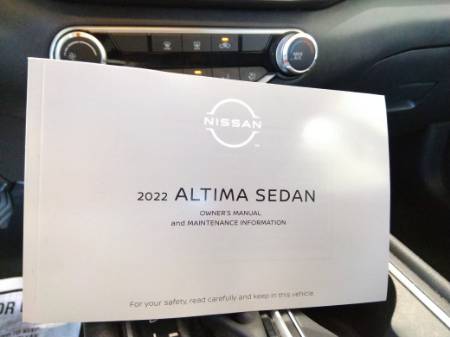 NISSAN
2022 ALTIMA SEDAN
OWNER'S MANUAL
and MAINTENANCE INFORMATION
For your safety, read carefully and keep in this vehicle.